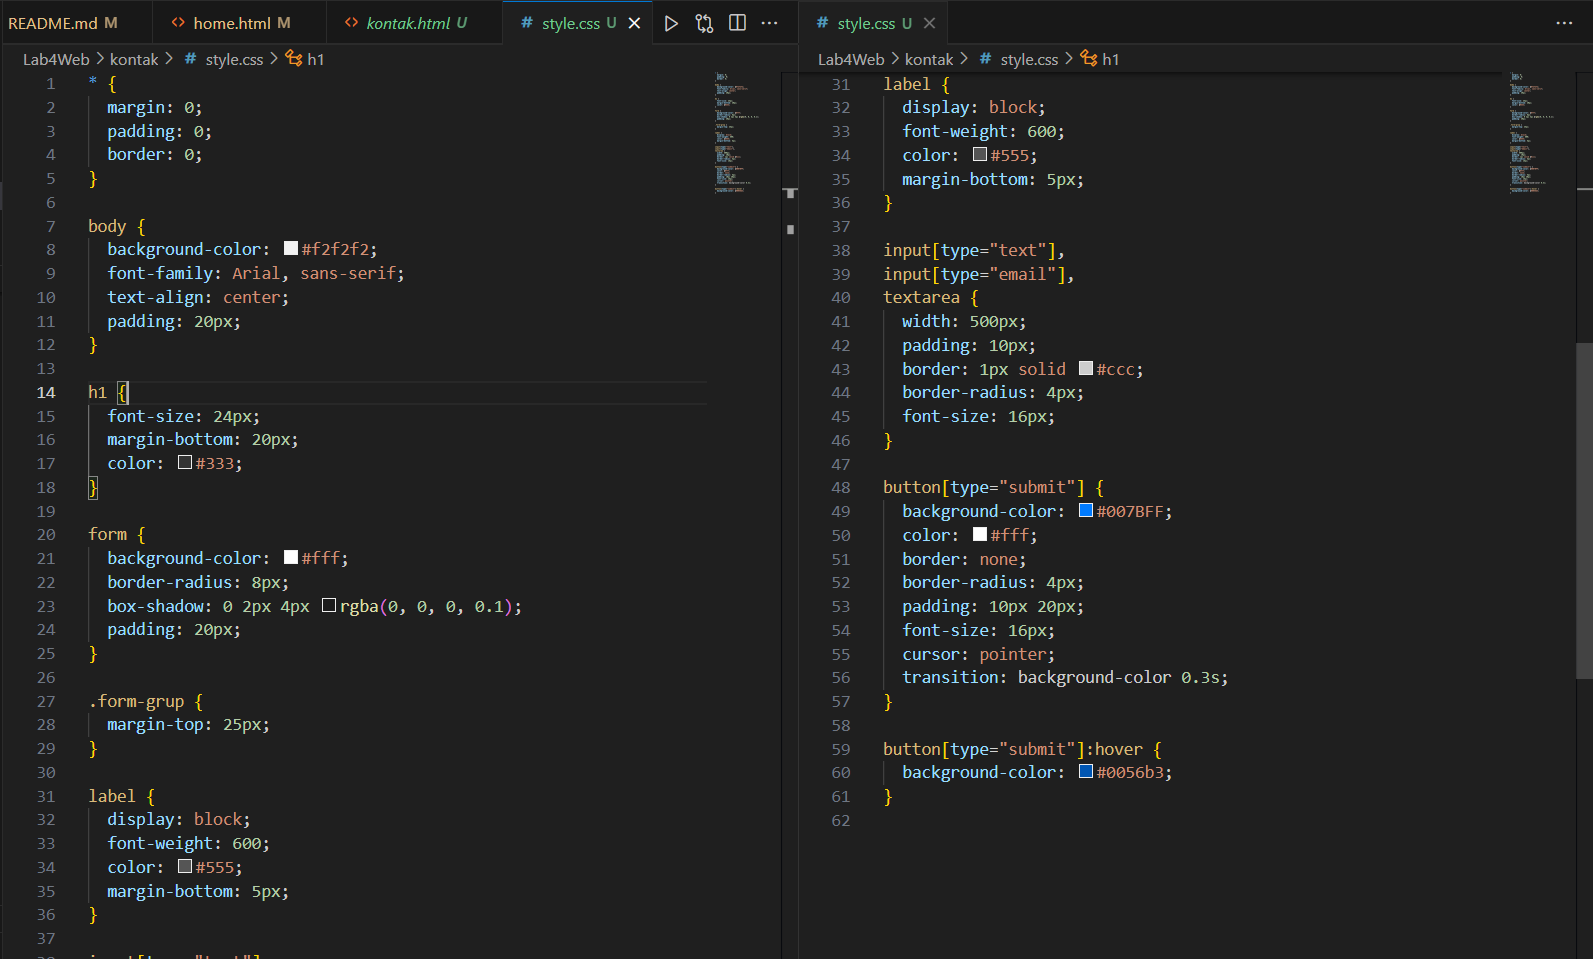 README.md M
home.html M
kontak.html U
style.css U
Lab4Web > kontak > # style.css > h1
1 * {
2 margin: 0;
3 padding: 0;
4 border: 0;
5 }
6
7 body {
8 background-color: #f2f2f2;
9 font-family: Arial, sans-serif;
10 text-align: center;
11 padding: 20px;
12 }
13
14 h1 {
15 font-size: 24px;
16 margin-bottom: 20px;
17 color: #333;
18 }
19
20 form {
21 background-color: #fff;
22 border-radius: 8px;
23 box-shadow: 0 2px 4px rgba(0, 0, 0, 0.1);
24 padding: 20px;
25 }
26
27 .form-grup {
28 margin-top: 25px;
29 }
30
31 label {
32 display: block;
33 font-weight: 600;
34 color: #555;
35 margin-bottom: 5px;
36 }
37
style.css U
Lab4Web > kontak > # style.css > h1
31 label {
32 display: block;
33 font-weight: 600;
34 color: #555;
35 margin-bottom: 5px;
36 }
37
38 input[type="text"],
39 input[type="email"],
40 textarea {
41 width: 500px;
42 padding: 10px;
43 border: 1px solid #ccc;
44 border-radius: 4px;
45 font-size: 16px;
46 }
47
48 button[type="submit"] {
49 background-color: #007BFF;
50 color: #fff;
51 border: none;
52 border-radius: 4px;
53 padding: 10px 20px;
54 font-size: 16px;
55 cursor: pointer;
56 transition: background-color 0.3s;
57 }
58
59 button[type="submit"]:hover {
60 background-color: #0056b3;
61 }
62